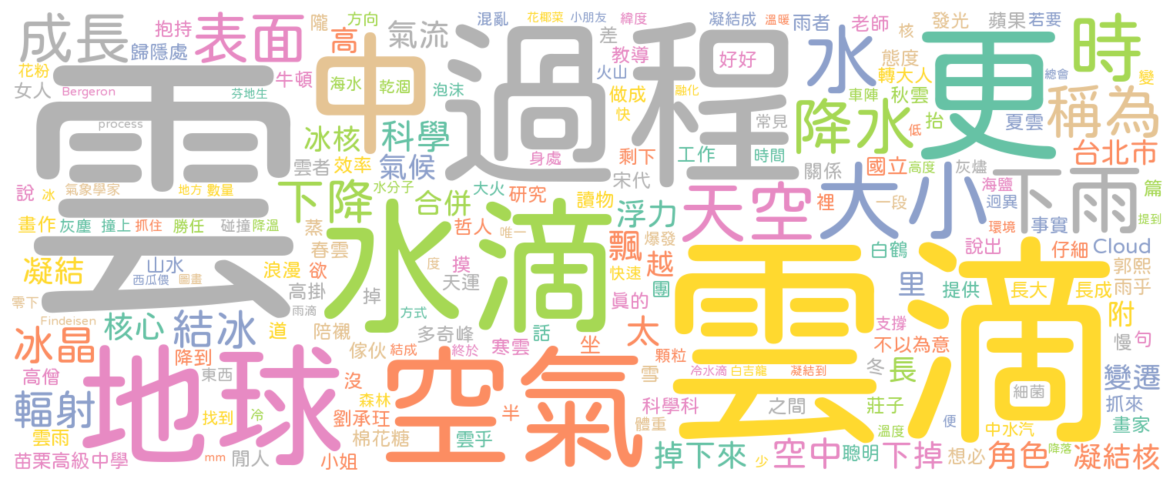 成長
抱持
歸隱處
表面
隴
方向
高
氣流
混亂
花椰菜
小朋友
緯度
差
教導
凝結成
溫暖
雨者
老師
核
發光
蘋果
若要
時
花粉
女人
牛頓
Bergeron
芬地生
中
海水
乾涸
泡沫
過程
火山
好好
融化
做成
快
水
態度
轉大人
更
總會
變
車陣
秋雲
抬
夏雲
稱為
雲
process
冰核
科學
常見
降水
低
台北市
雲者
效率
氣候
身處
剩下
工作
時間
關係
國立
高度
灰燼
說
冰
氣象學家
地方
數量
下降
水分子
大火
合併
研究
宋代
讀物
浮力
天空
裡
大小
一段
海鹽
迥異
下雨
篇
畫作
灰塵
撞上
抓住
勝任
碰撞
降溫
哲人
唯一
飄
爆發
白鶴
環境
事實
提到
凝結
山水
西瓜偎
圖畫
浪漫
蒸
春雲
欲
水滴
度
摸
天運
快速
越
團
說出
仔細
Cloud
郭熙
零下
Findeisen
高掛
雨滴
掉
方式
多奇峰
真的
里
提供
長大
長成
雨乎
核心
結冰
道
陪襯
寒雲
話
太
支撐
雲滴
附
慢
句
冰晶
降到
傢伙
結成
終於
坐
顆粒
不以為意
高僧
東西
地球
沒
森林
空氣
雪
冷水滴
白吉龍
凝結到
冬
長
細菌
變遷
輻射
找到
冷
劉承珏
半
科學科
體重
之間
莊子
抓來
雲雨
棉花糖
雲乎
溫度
便
中水汽
畫家
苗栗高級中學
mm
閒人
小姐
掉下來
少
空中
聰明
下掉
想必
角色
降落
凝結核